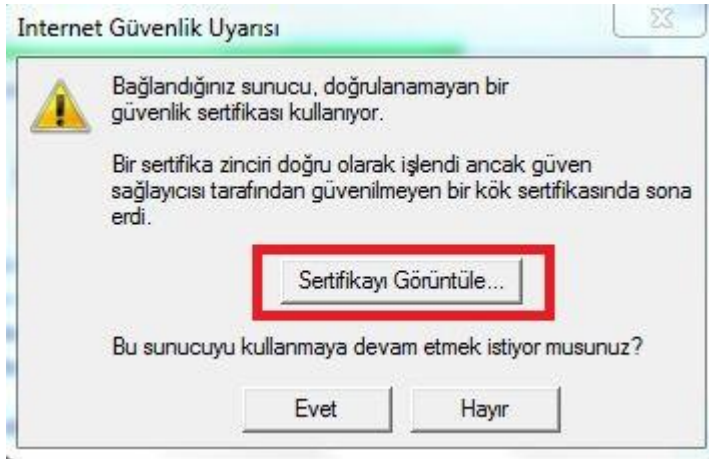 Internet Güvenlik Uyarısı
Bağlandığınız sunucu, doğrulanamayan bir
güvenlik sertifikası kullanıyor.
Bir sertifika zinciri doğru olarak işlendi ancak güven
sağlayıcısı tarafından güvenilmeyen bir kök sertifikasında sona
erdi.
Sertifikayı Görüntüle...
Bu sunucuyu kullanmaya devam etmek istiyor musunuz?
Evet Hayır